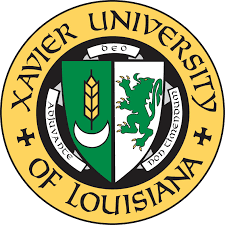 XAVIER UNIVERSITY
OF LOUISIANA
DEO
ADJUVANTE
NON TIMENDUM